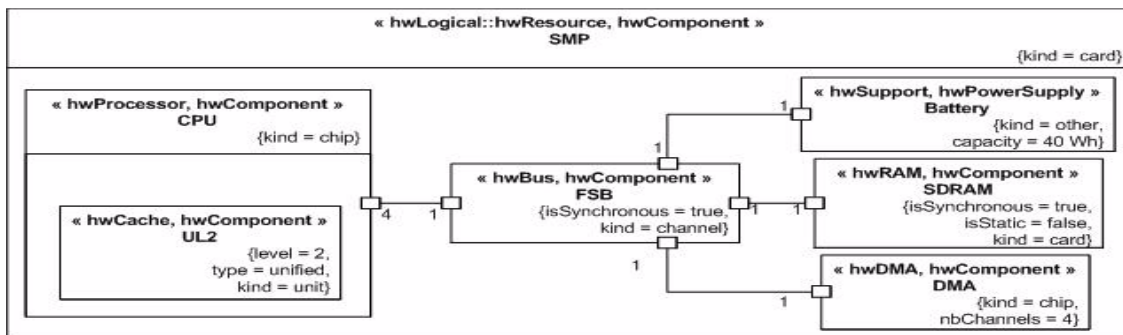 « hwLogical::hwResource, hwComponent »
SMP
{kind = card}
« hwProcessor, hwComponent »
CPU
{kind = chip}
« hwCache, hwComponent »
UL2
{level = 2,
type = unified,
kind = unit}
4
1
« hwBus, hwComponent »
FSB
{isSynchronous = true,
kind = channel}
1
1
« hwSupport, hwPowerSupply »
Battery
{kind = other,
capacity = 40 Wh}
1
1
« hwRAM, hwComponent »
SDRAM
{isSynchronous = true,
isStatic = false,
kind = card}
1
1
« hwDMA, hwComponent »
DMA
{kind = chip,
nbChannels = 4}